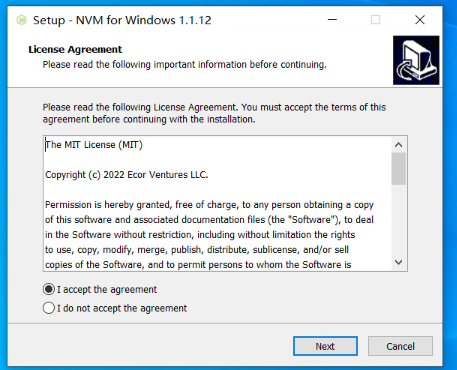 Setup - NVM for Windows 1.1.12
License Agreement
Please read the following important information before continuing.
Please read the following License Agreement. You must accept the terms of this
agreement before continuing with the installation.
The MIT License (MIT)
Copyright (c) 2022 Ecor Ventures LLC.
Permission is hereby granted, free of charge, to any person obtaining a copy
of this software and associated documentation files (the "Software"), to deal
in the Software without restriction, including without limitation the rights
to use, copy, modify, merge, publish, distribute, sublicense, and/or sell
copies of the Software, and to permit persons to whom the Software is
I accept the agreement
I do not accept the agreement
Next
Cancel